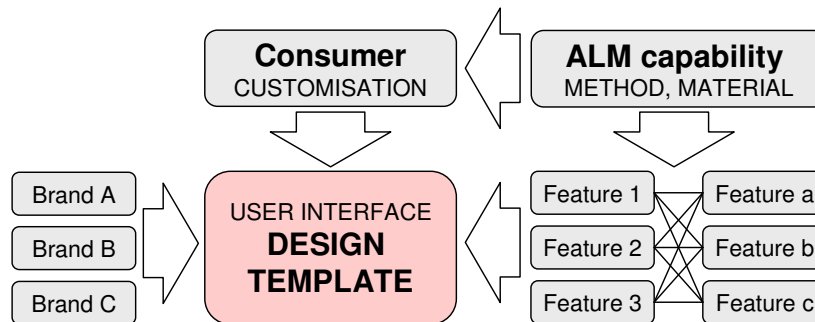 Consumer
CUSTOMISATION
ALM capability
METHOD, MATERIAL
Brand A
Brand B
Brand C
USER INTERFACE
DESIGN
TEMPLATE
Feature 1
Feature 2
Feature 3
Feature a
Feature b
Feature c